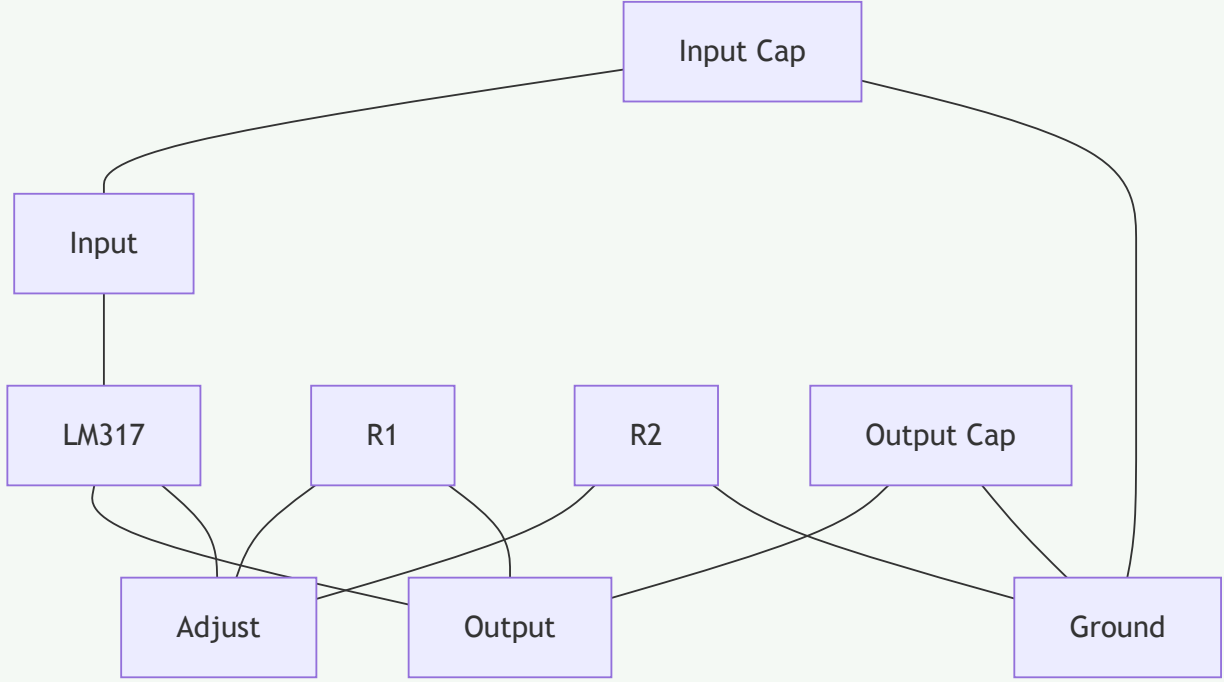 Input Cap
Input
LM317
R1
R2
Output Cap
Adjust
Output
Ground